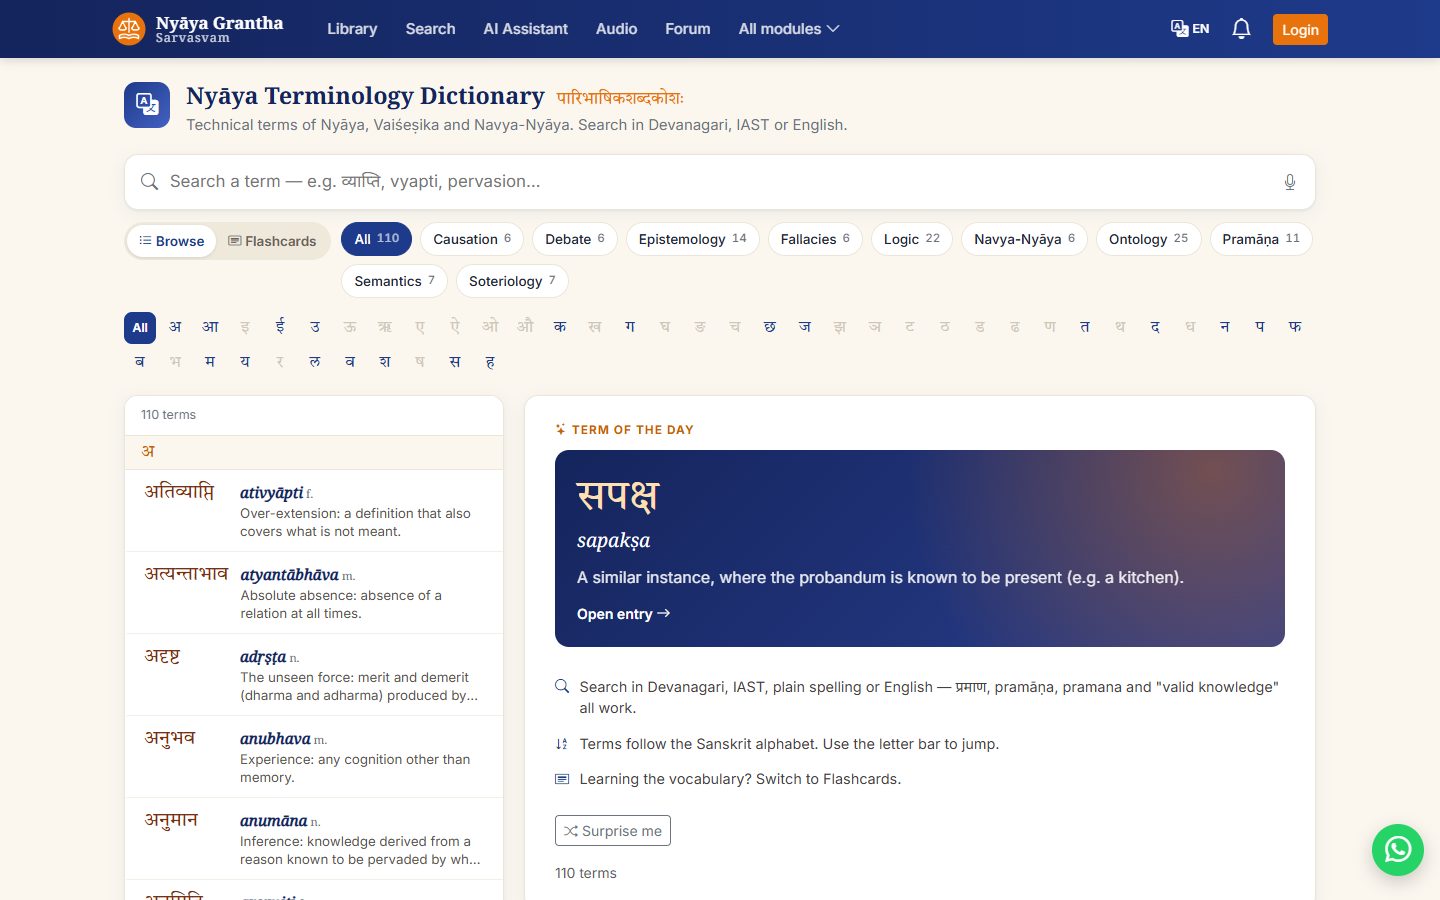 Nyāya Grantha
Sarvasvam
Library Search AI Assistant Audio Forum All modules
EN
Login
Nyāya Terminology Dictionary पारिभाषिकशब्दकोशः
Technical terms of Nyāya, Vaiśeṣika and Navya-Nyāya. Search in Devanagari, IAST or English.
Search a term — e.g. व्याप्ति, vyapti, pervasion...
Browse Flashcards All 110 Causation 6 Debate 6 Epistemology 14 Fallacies 6 Logic 22 Navya-Nyāya 6 Ontology 25 Pramāṇa 11
Semantics 7 Soteriology 7
All अ आ इ ई उ ऊ ऋ ए ऐ ओ औ क ख ग घ ङ च छ ज झ ञ ट ठ ड ढ ण त थ द ध न प फ
ब भ म य र ल व श ष स ह
110 terms
अ
अतिव्याप्ति ativyāpti f.
Over-extension: a definition that also
covers what is not meant.
अत्यन्ताभाव atyantābhāva m.
Absolute absence: absence of a
relation at all times.
अदृष्ट adṛṣṭa n.
The unseen force: merit and demerit
(dharma and adharma) produced by...
अनुभव anubhava m.
Experience: any cognition other than
memory.
अनुमान anumāna n.
Inference: knowledge derived from a
reason known to be pervaded by wh...
TERM OF THE DAY
सपक्ष
sapakṣa
A similar instance, where the probandum is known to be present (e.g. a kitchen).
Open entry →
Search in Devanagari, IAST, plain spelling or English — प्रमाण, pramāṇa, pramana and "valid knowledge"
all work.
Terms follow the Sanskrit alphabet. Use the letter bar to jump.
Learning the vocabulary? Switch to Flashcards.
Surprise me
110 terms